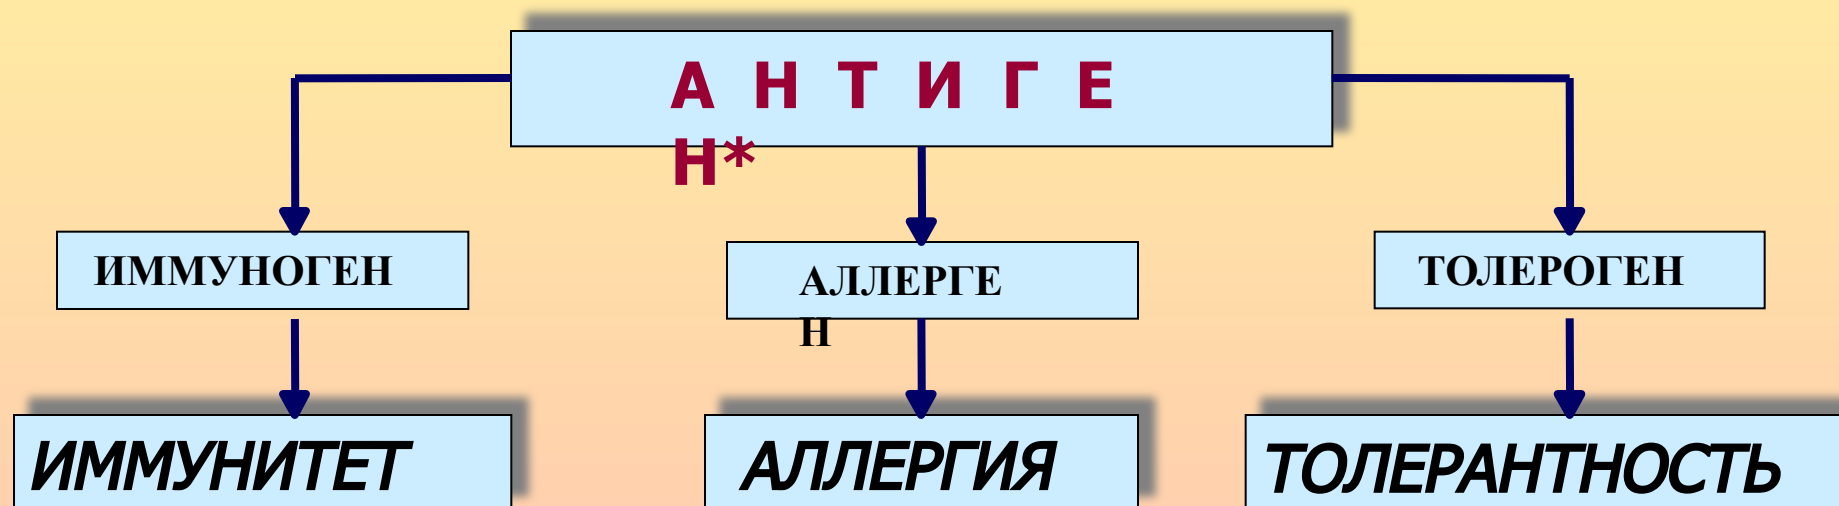 А Н Т И Г Е
Н*
ИММУНОГЕН
АЛЛЕРГЕ
Н
ТОЛЕРОГЕН
ИММУНИТЕТ
АЛЛЕРГИЯ
ТОЛЕРАНТНОСТЬ